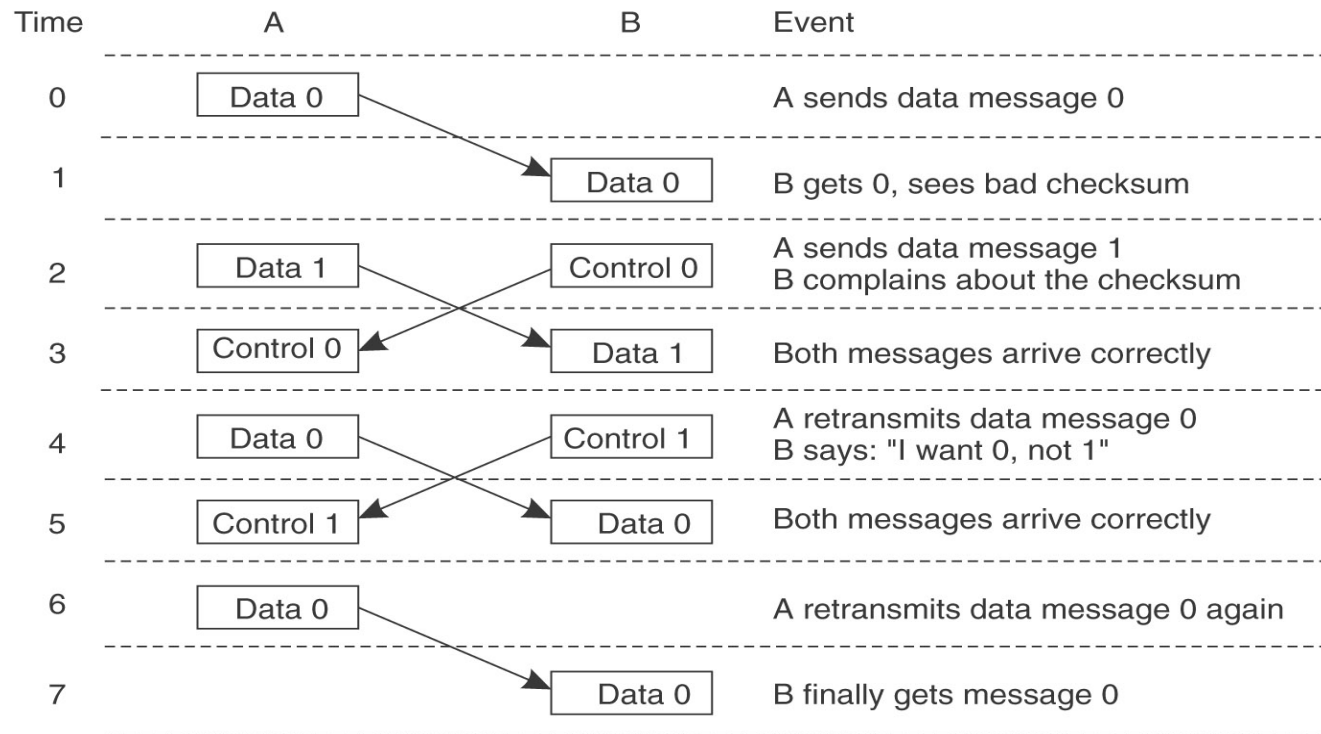 Time A B Event
0 Data 0 A sends data message 0
1 Data 0 B gets 0, sees bad checksum
2 Data 1 Control 0 A sends data message 1
B complains about the checksum
3 Control 0 Data 1 Both messages arrive correctly
4 Data 0 Control 1 A retransmits data message 0
B says: "I want 0, not 1"
5 Control 1 Data 0 Both messages arrive correctly
6 Data 0 A retransmits data message 0 again
7 Data 0 B finally gets message 0